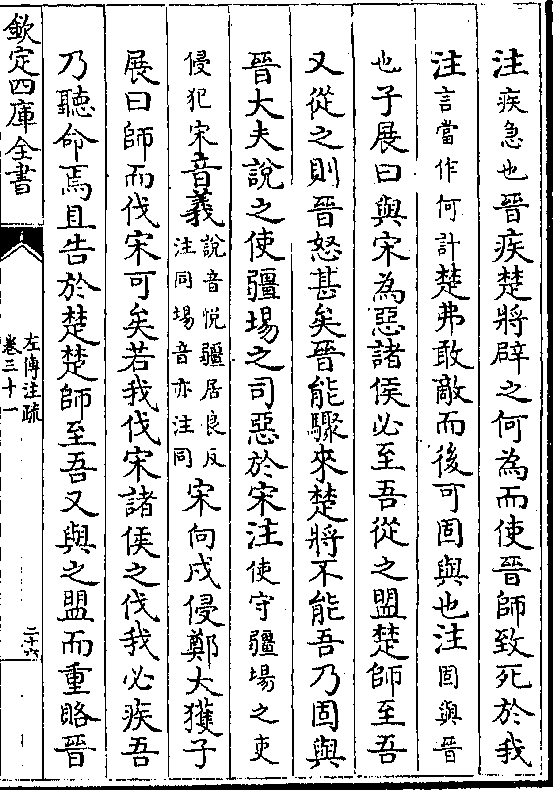 注疾急也晉疾楚將辟之何為而使晉師致死於我
注言當作何計楚弗敢敵而後可固與也注固與晉
也子展曰與宋為惡諸侯必至吾從之盟楚師至吾
又從之則晉怒甚矣晉能驟來楚將不能吾乃固與
晉大夫說之使疆埸之司惡於宋注使守疆埸之吏
侵犯宋音義說音悅疆居良反
注同埸音亦注同宋向戌侵鄭大獲子
展曰師而伐宋可矣若我伐宋諸侯之伐我必疾吾
乃聽命焉且告於楚楚師至吾又與之盟而重賂晉
欽定四庫全書
左傳注疏
卷三十一
二十六